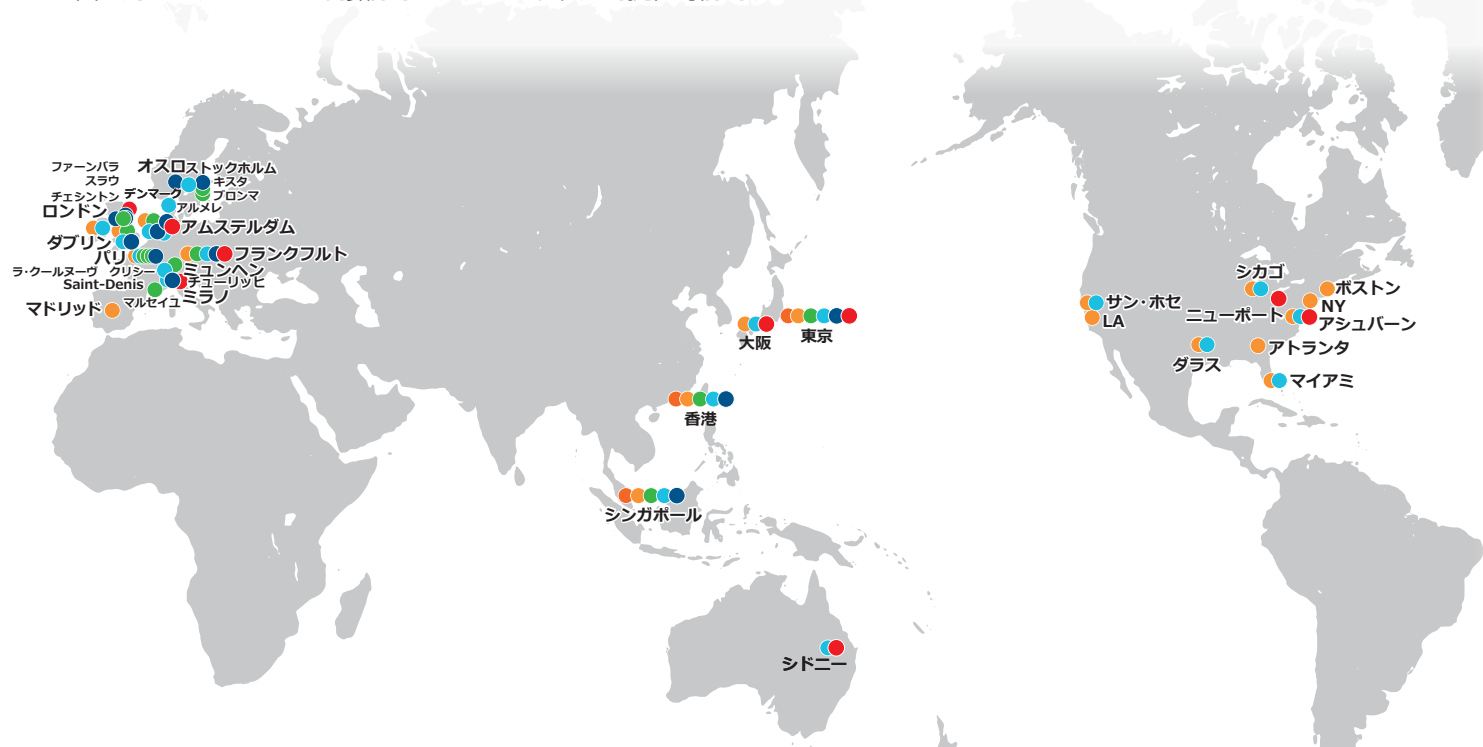 ファーンバラ
オスロ
ストックホルム
スラウ
キスタ
チェシントン
デンマーク
ブロンマ
ロンドン
アルメレ
アムステルダム
ダブリン
パリ
フランクフルト
ラ・クールヌーヴ
クリシー
ミュンヘン
Saint-Denis
チューリッヒ
マルセイユ
ミラノ
マドリッド
大阪
東京
香港
シンガポール
シドニー
サン・ホセ
LA
シカゴ
ボストン
NY
ニューポート
アシュバーン
ダラス
アトランタ
マイアミ